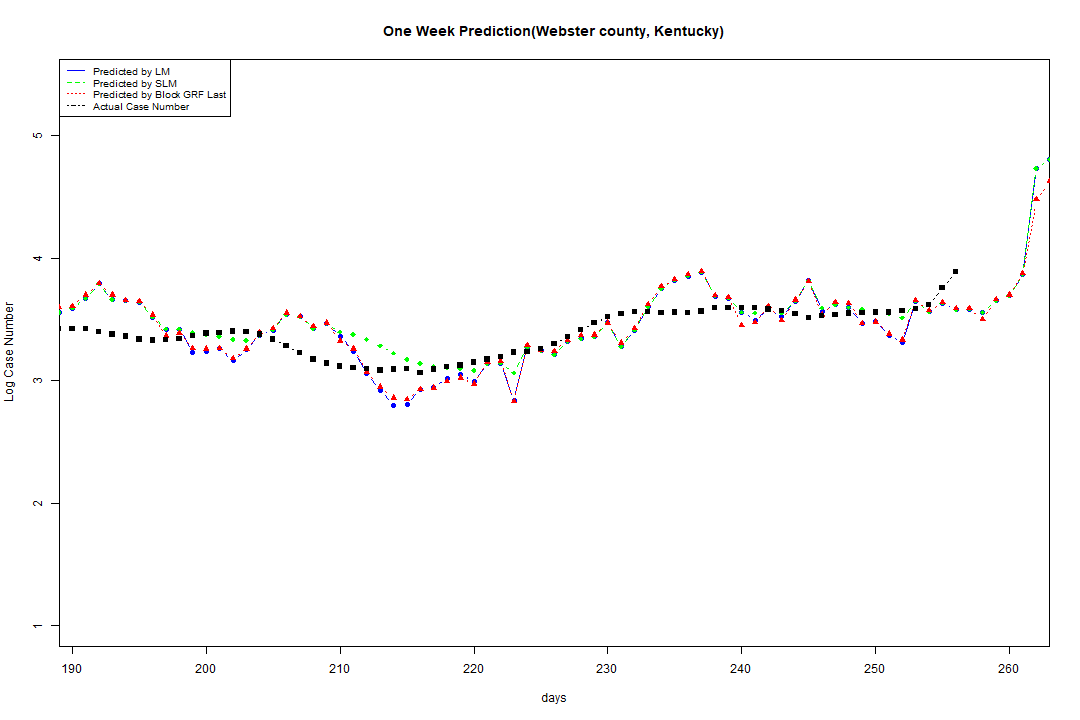 One Week Prediction(Webster county, Kentucky)
Predicted by LM
Predicted by SLM
Predicted by Block GRF Last
Actual Case Number
5
4
3
2
1
Log Case Number
190 200 210 220 230 240 250 260
days